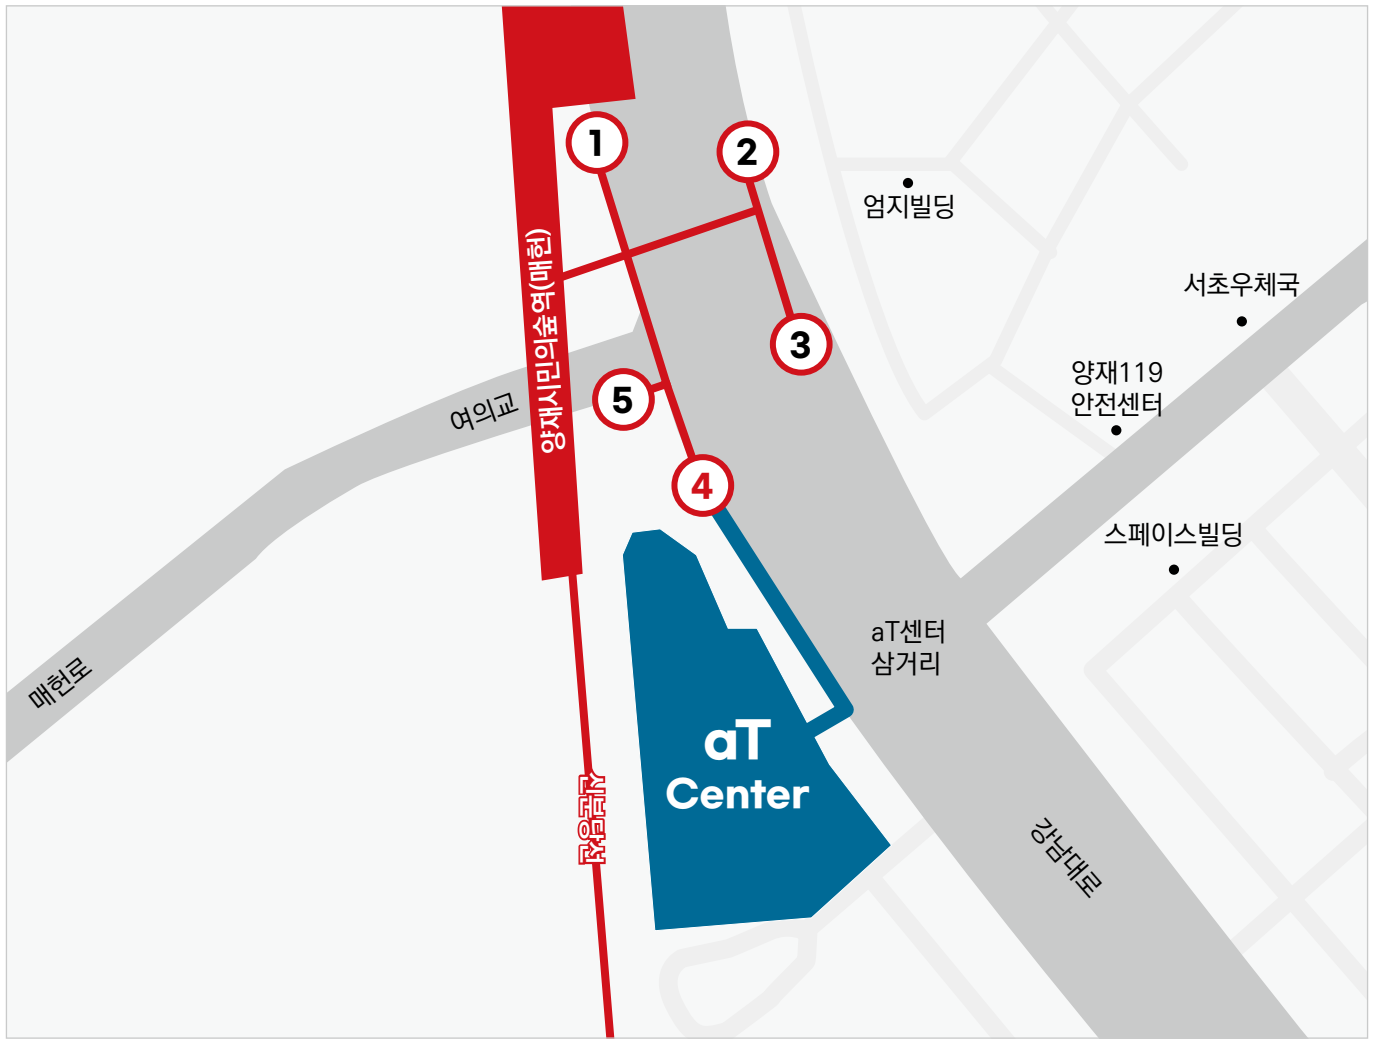 1
2
엄지빌딩
양재시민의숲역(매헌)
서초우체국
3
양재119
안전센터
5
여의교
4
스페이스빌딩
aT센터
삼거리
매헌로
aT
Center
신분당선
강남대로